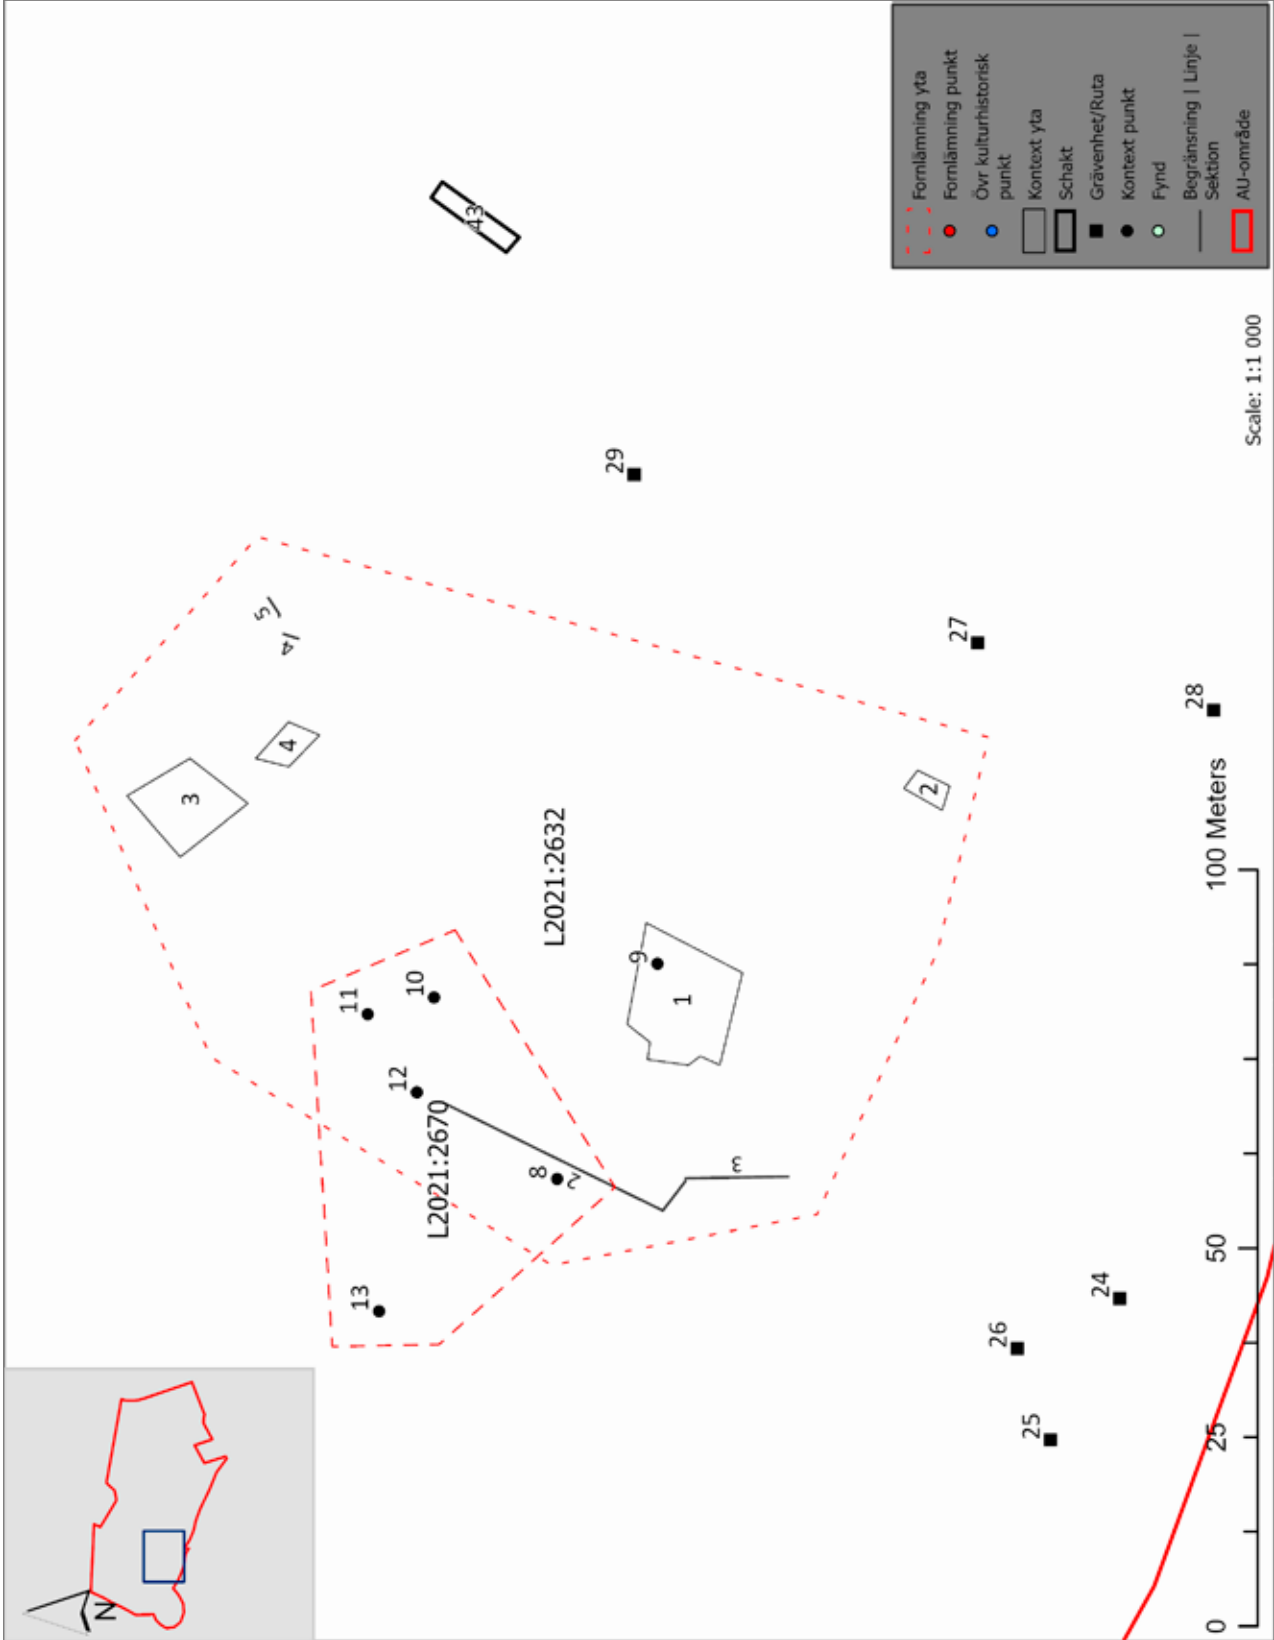 N
3
4
4
5
43
11
10
12
13
L2021:2670
8
2
3
L2021:2632
9
1
2
29
27
28
26
25
24
0
25
50
100 Meters
Scale: 1:1 000
Fornlämning yta
Fornlämning punkt
Övr kulturhistorisk
punkt
Kontext yta
Schakt
Grävenhet/Ruta
Kontext punkt
Fynd
Begränsning | Linje |
Sektion
AU-område